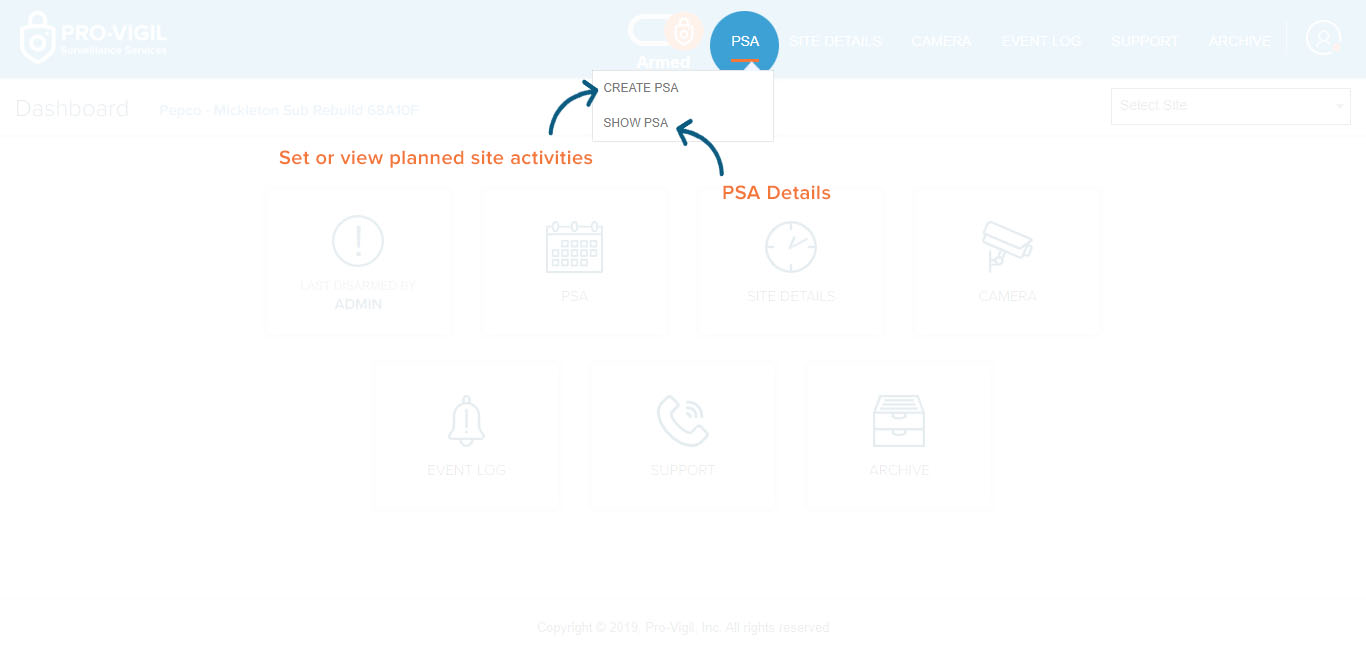 PRO-VIGIL
Surveillance Services
Armed
PSA
SITE DETAILS
CAMERA
EVENT LOG
SUPPORT
ARCHIVE
CREATE PSA
SHOW PSA
Dashboard
Pepco - Mickleton Sub Rebuild 68A10F
Select Site
Set or view planned site activities
PSA Details
LAST DISARMED BY
ADMIN
PSA
SITE DETAILS
CAMERA
EVENT LOG
SUPPORT
ARCHIVE
Copyright © 2019, Pro-Vigil, Inc. All rights reserved